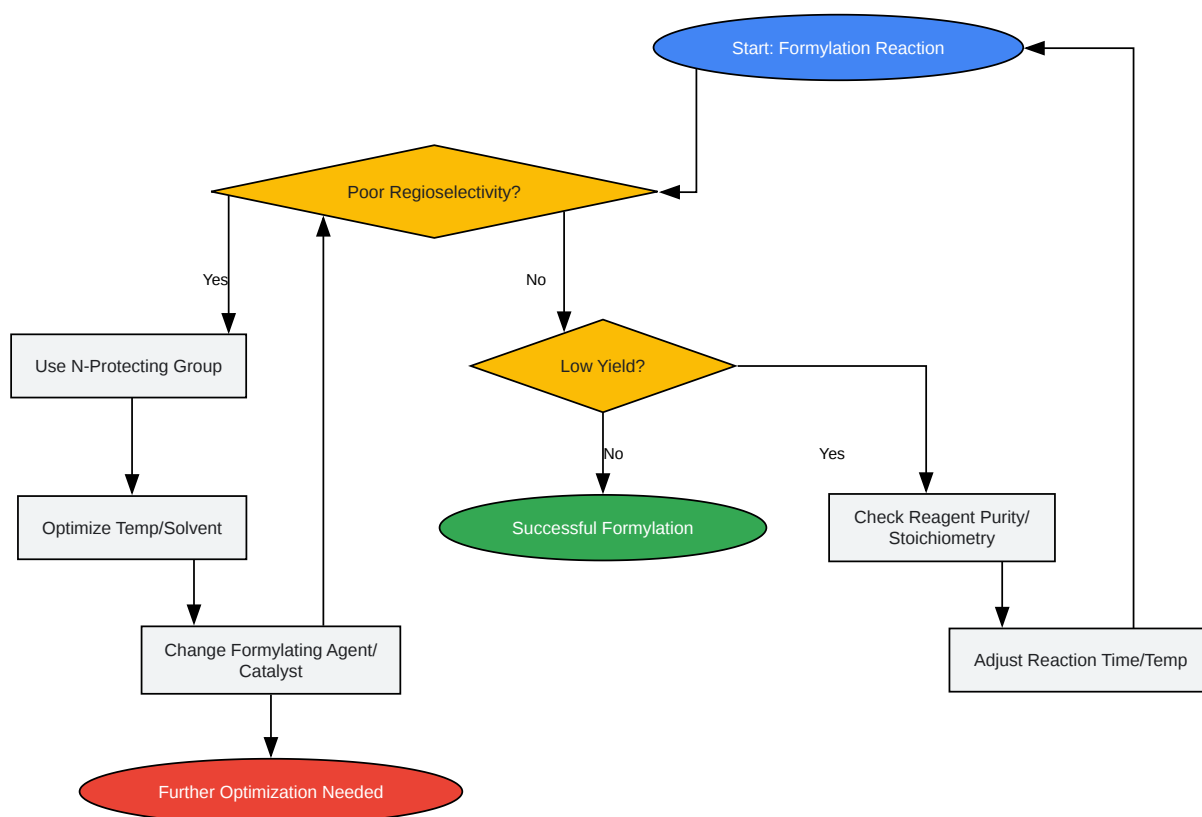 Start: Formylation Reaction
Poor Regioselectivity?
Yes
No
Use N-Protecting Group
Low Yield?
No
Yes
Optimize Temp/Solvent
Successful Formylation
Check Reagent Purity/
Stoichiometry
Change Formylating Agent/
Catalyst
Adjust Reaction Time/Temp
Further Optimization Needed